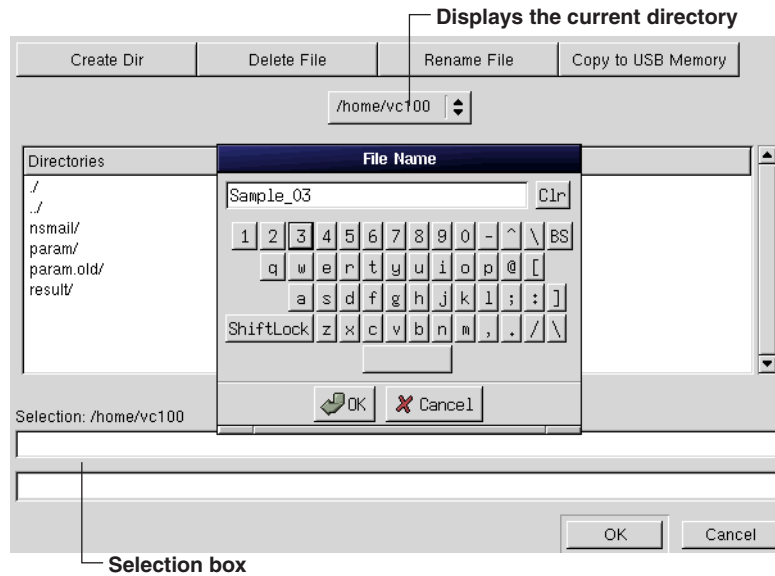 Displays the current directory
Create Dir Delete File Rename File Copy to USB Memory
/home/vc100
Directories
./
../
nsmail/
param/
param.old/
result/
File Name
Sample_03 Clr
1 2 3 4 5 6 7 8 9 0 - ^ \ BS
q w e r t y u i o p @ [
a s d f g h j k l ; : ]
ShiftLock z x c v b n m , . / \
OK Cancel
Selection: /home/vc100
OK Cancel
Selection box